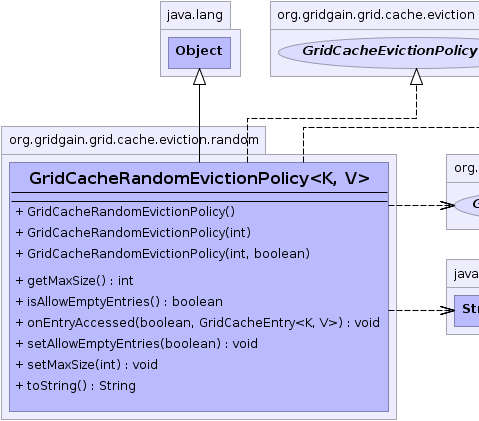 java.lang
org.gridgain.grid.cache.eviction
Object
GridCacheEvictionPolicy
org.gridgain.grid.cache.eviction.random
GridCacheRandomEvictionPolicy<K, V>
org.
+ GridCacheRandomEvictionPolicy()
+ GridCacheRandomEvictionPolicy(int)
+ GridCacheRandomEvictionPolicy(int, boolean)
java
+ getMaxSize() : int
+ isAllowEmptyEntries() : boolean
+ onEntryAccessed(boolean, GridCacheEntry<K, V>) : void
+ setAllowEmptyEntries(boolean) : void
+ setMaxSize(int) : void
+ toString() : String